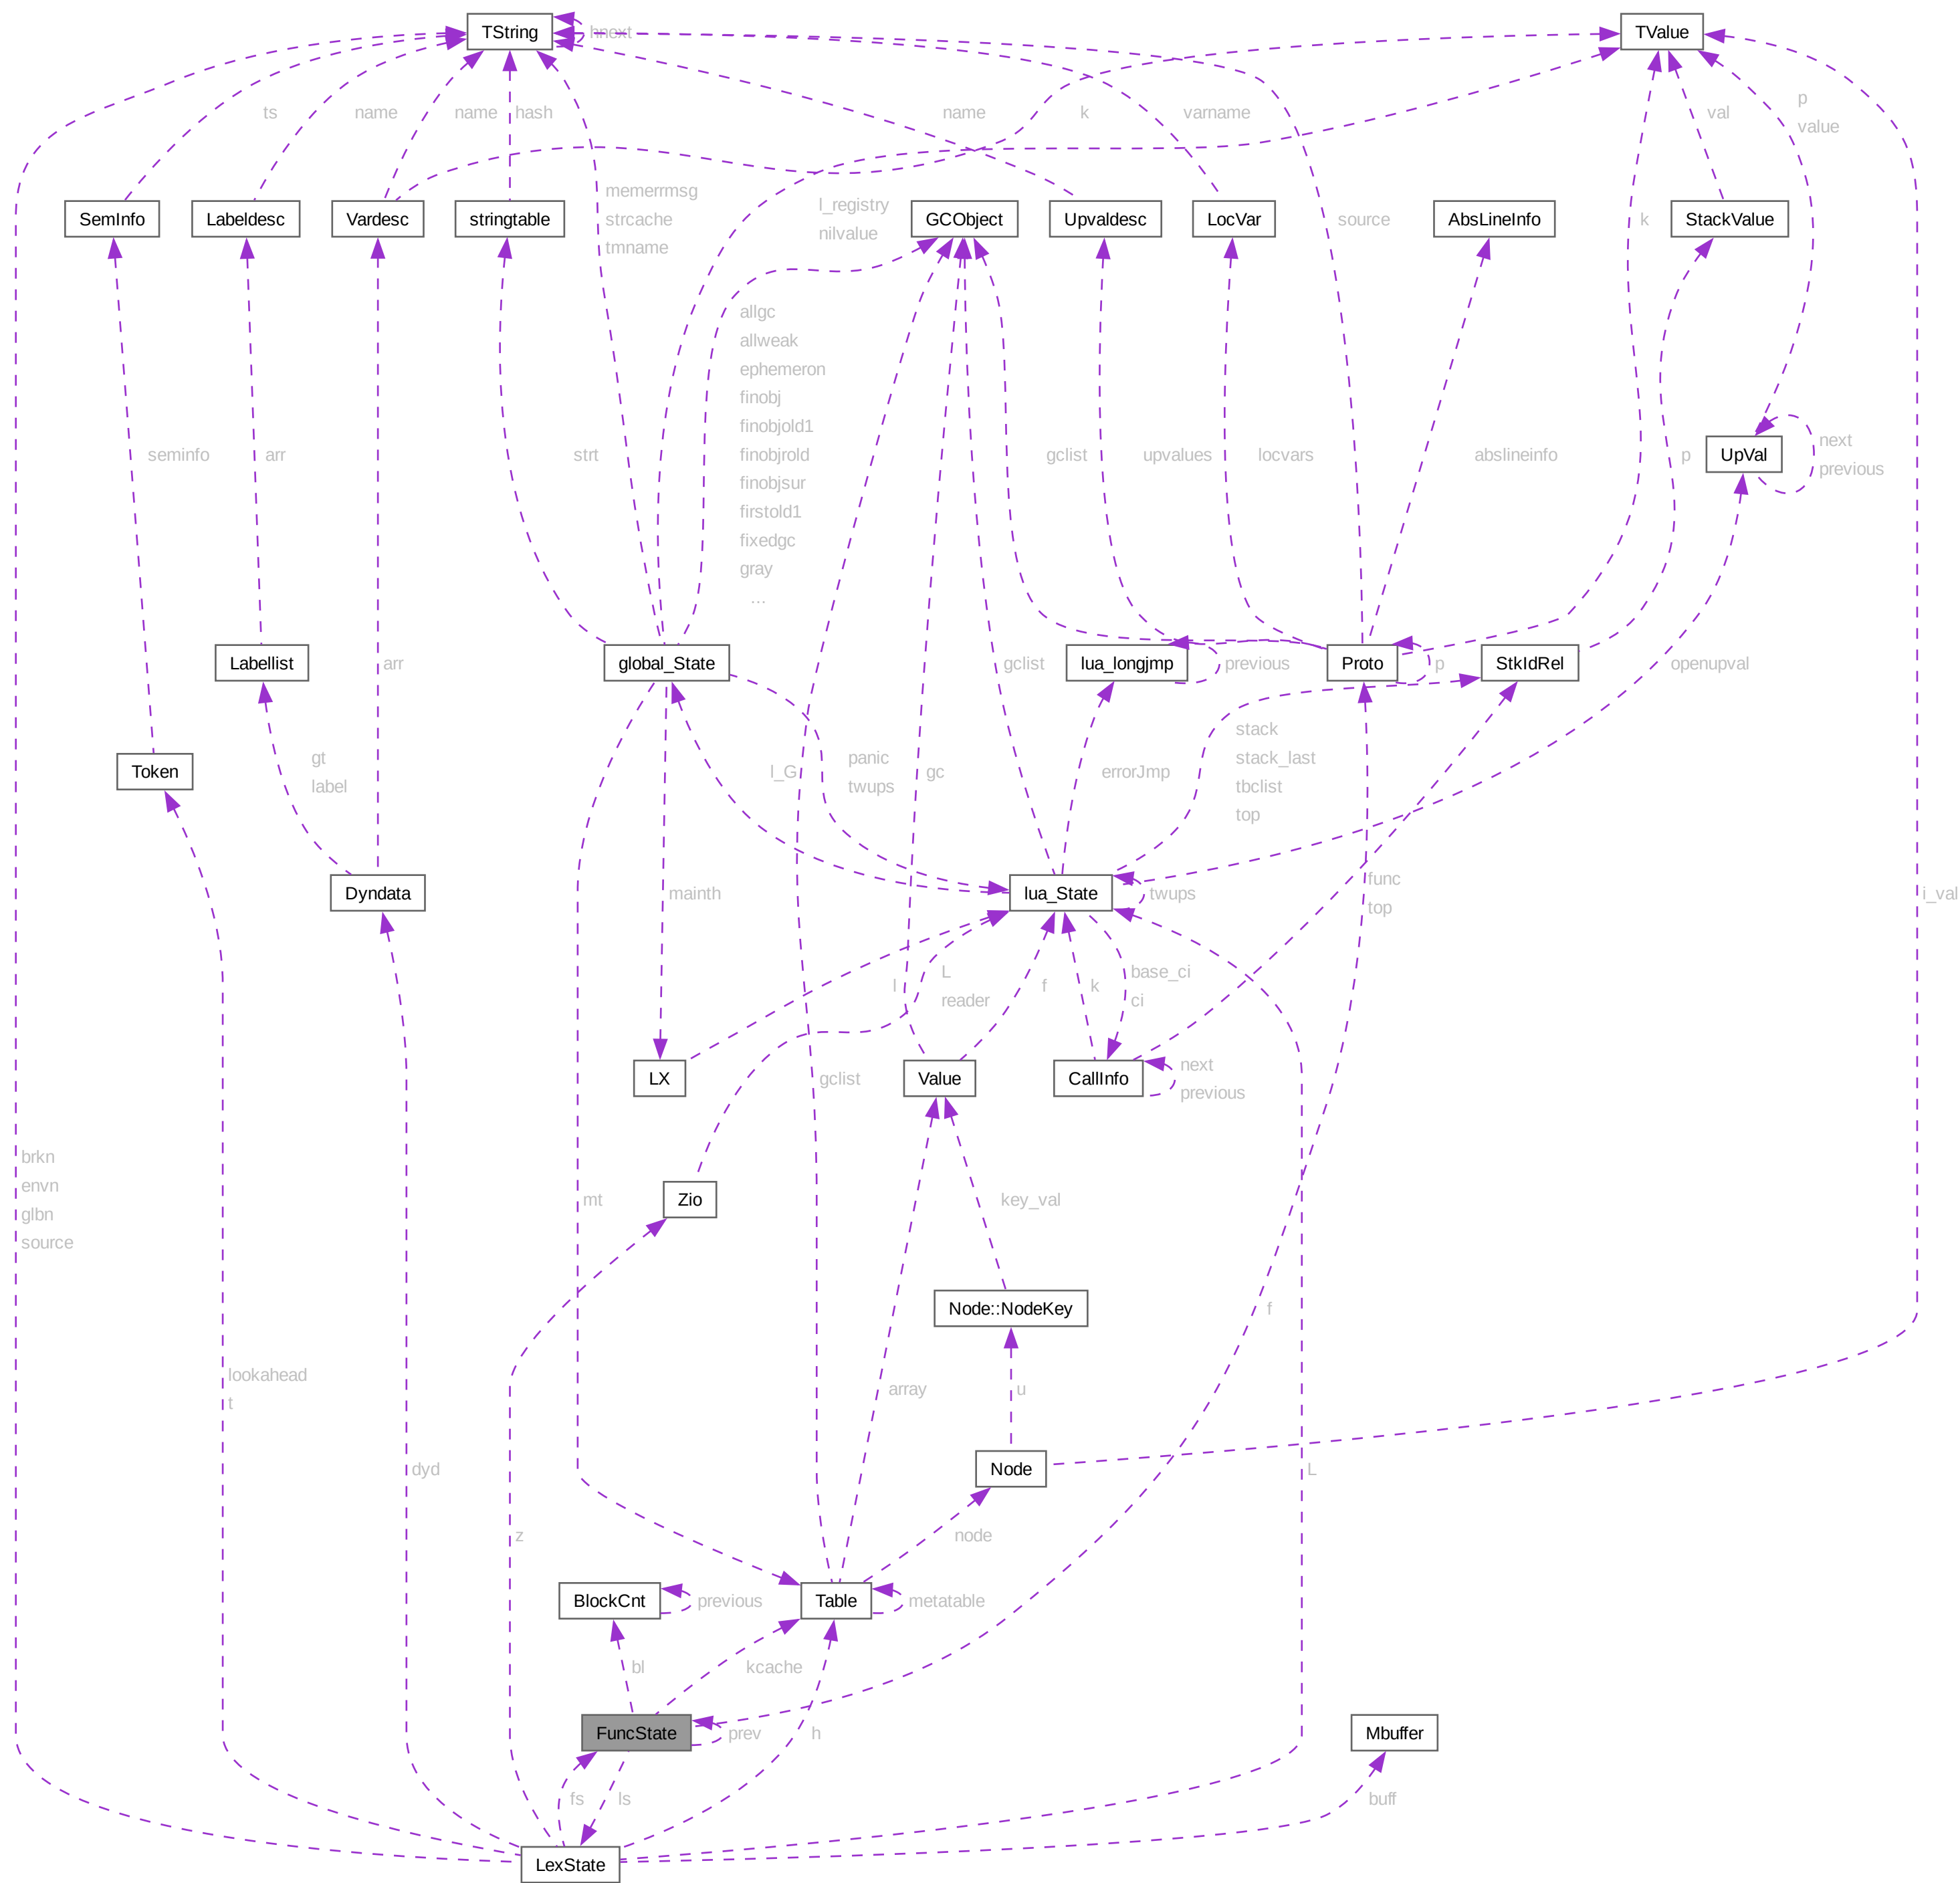 TString
hnext
TValue
ts
name
name
hash
name
k
varname
val
p
value
SemInfo
Labeldesc
Vardesc
stringtable
memerrmsg
strcache
tmname
l_registry
nilvalue
GCObject
Upvaldesc
LocVar
source
AbsLineInfo
k
StackValue
allgc
allweak
ephemeron
finobj
finobjold1
finobjrold
finobjsur
firstold1
fixedgc
gray
...
seminfo
arr
strt
gclist
upvalues
locvars
abslineinfo
p
UpVal
next
previous
Labellist
arr
global_State
gclist
lua_longjmp
previous
Proto
p
StkIdRel
openupval
Token
gt
label
l_G
panic
twups
gc
errorJmp
stack
stack_last
tbclist
top
Dyndata
mainth
lua_State
twups
func
top
i_val
l
L
reader
f
k
base_ci
ci
LX
gclist
Value
CallInfo
next
previous
brkn
envn
glbn
source
mt
Zio
key_val
Node::NodeKey
f
lookahead
t
array
u
dyd
Node
L
z
node
BlockCnt
previous
Table
metatable
bl
kcache
FuncState
prev
h
Mbuffer
fs
ls
buff
LexState